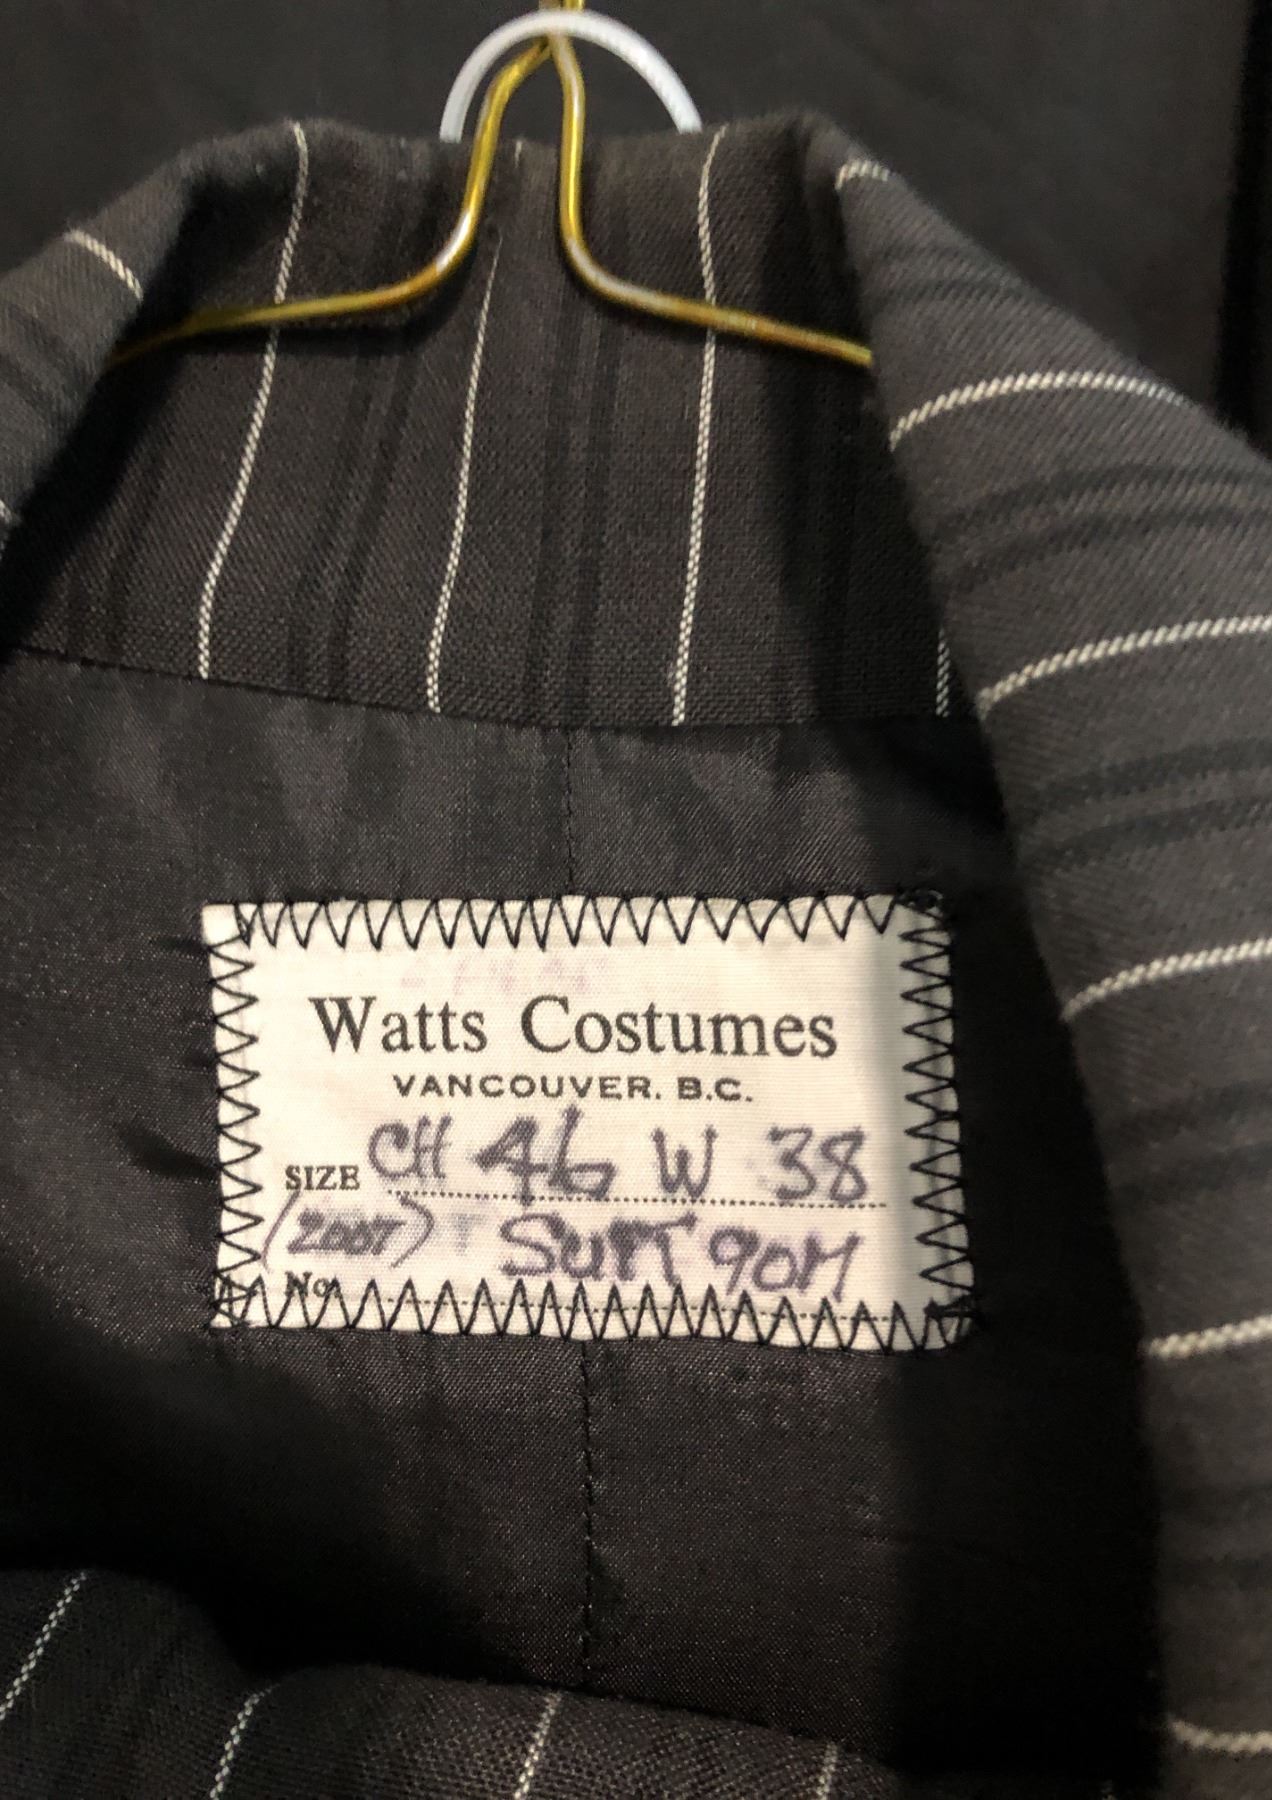 Watts Costumes
VANCOUVER. B.C.
SIZE CH 46 W 38
(2007) SUIT 90M
No.